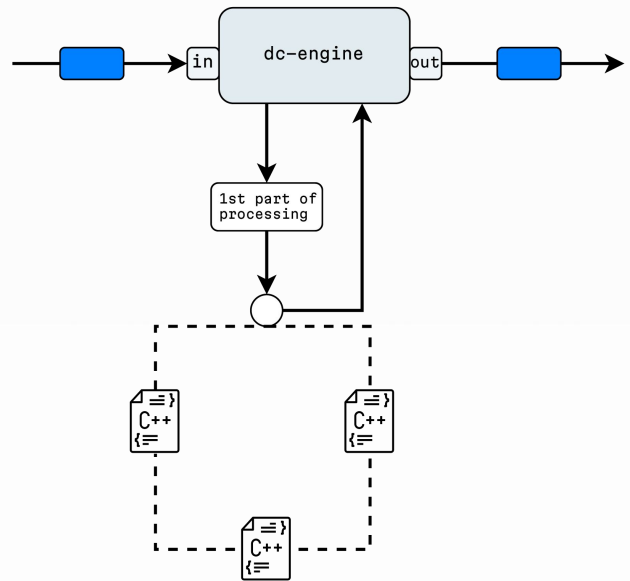 dc-engine
in
out
1st part of
processing
C++
C++
C++